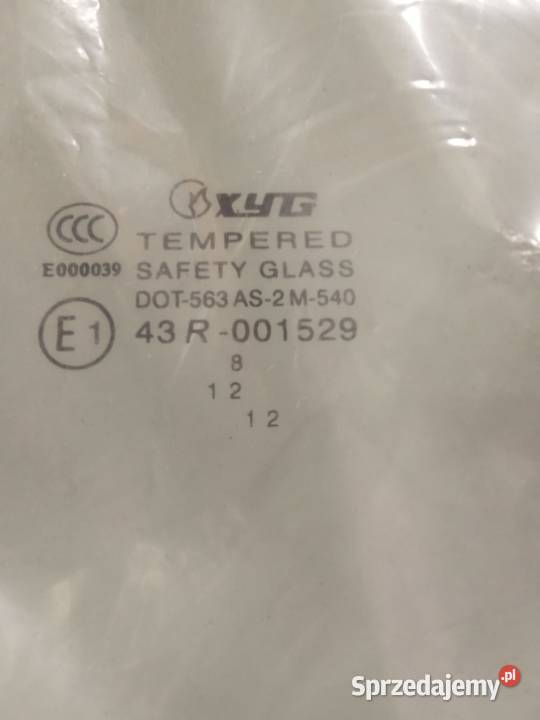 XYG
CCC
TEMPERED
E000039
SAFETY GLASS
DOT-563 AS-2 M-540
E1
43 R -001529
8
1 2
1 2
Sprzedajemy.pl